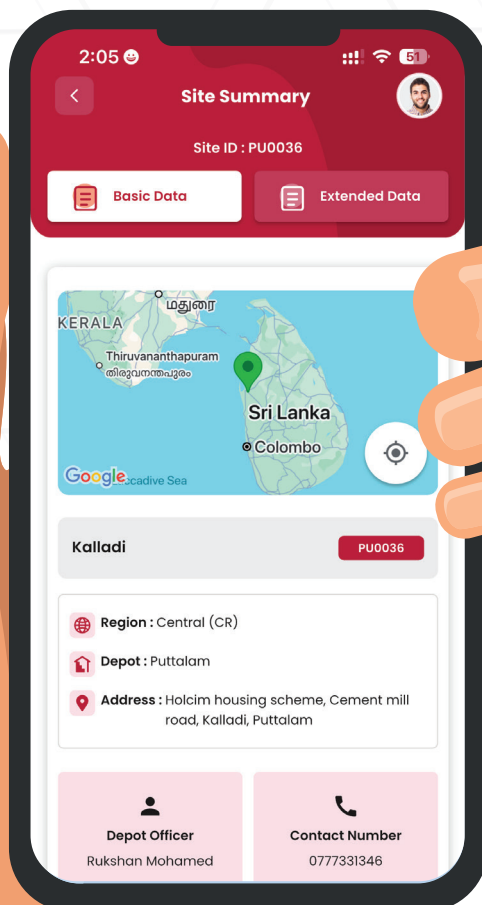 2:05
51
Site Summary
Site ID : PU0036
Basic Data
Extended Data
மதுரை
KERALA
Thiruvananthapuram
തിരുവനന്തപുരം
Sri Lanka
Colombo
Google
ccadive Sea
Kalladi
PU0036
Region : Central (CR)
Depot : Puttalam
Address : Holcim housing scheme, Cement mill
road, Kalladi, Puttalam
Depot Officer
Contact Number
Rukshan Mohamed
0777331346